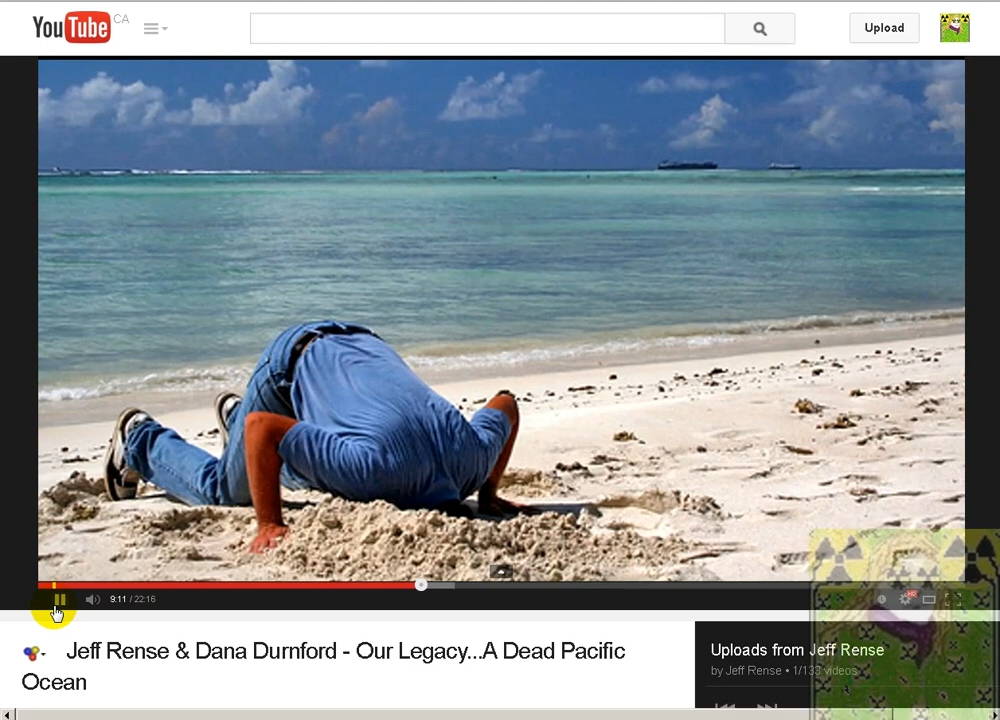 YouTube CA
Upload
9:11 / 22:16
HD
Jeff Rense & Dana Durnford - Our Legacy...A Dead Pacific
Ocean
Uploads from Jeff Rense
by Jeff Rense • 1/133 videos